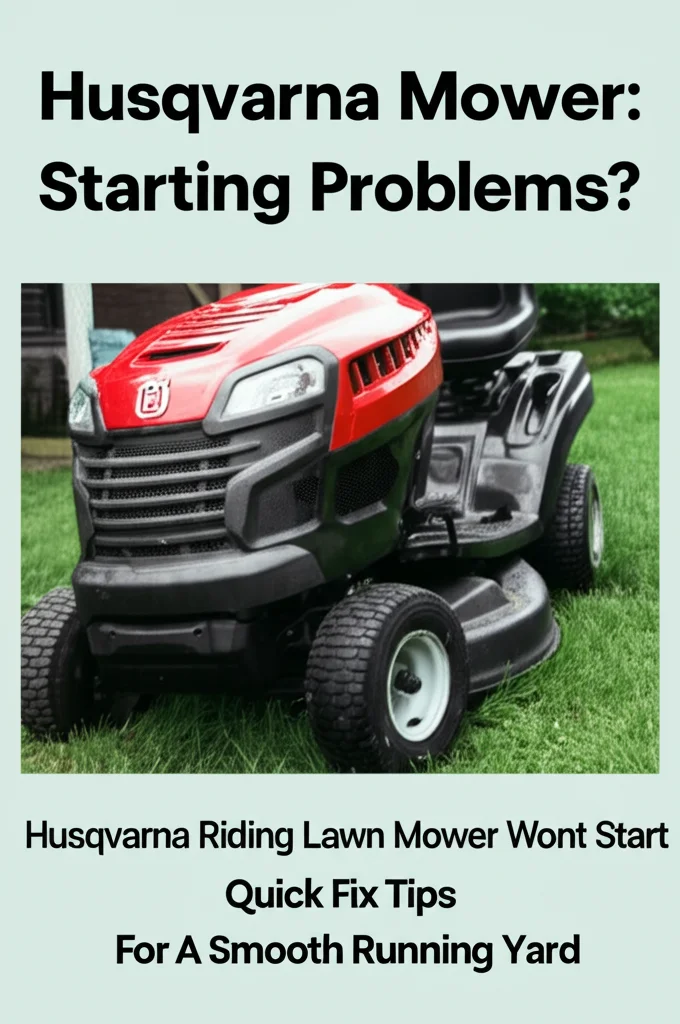 Husqvarna Mower:
Starting Problems?
Husqvarna Riding Lawn Mower Wont Start
Quick Fix Tips
For A Smooth Running Yard